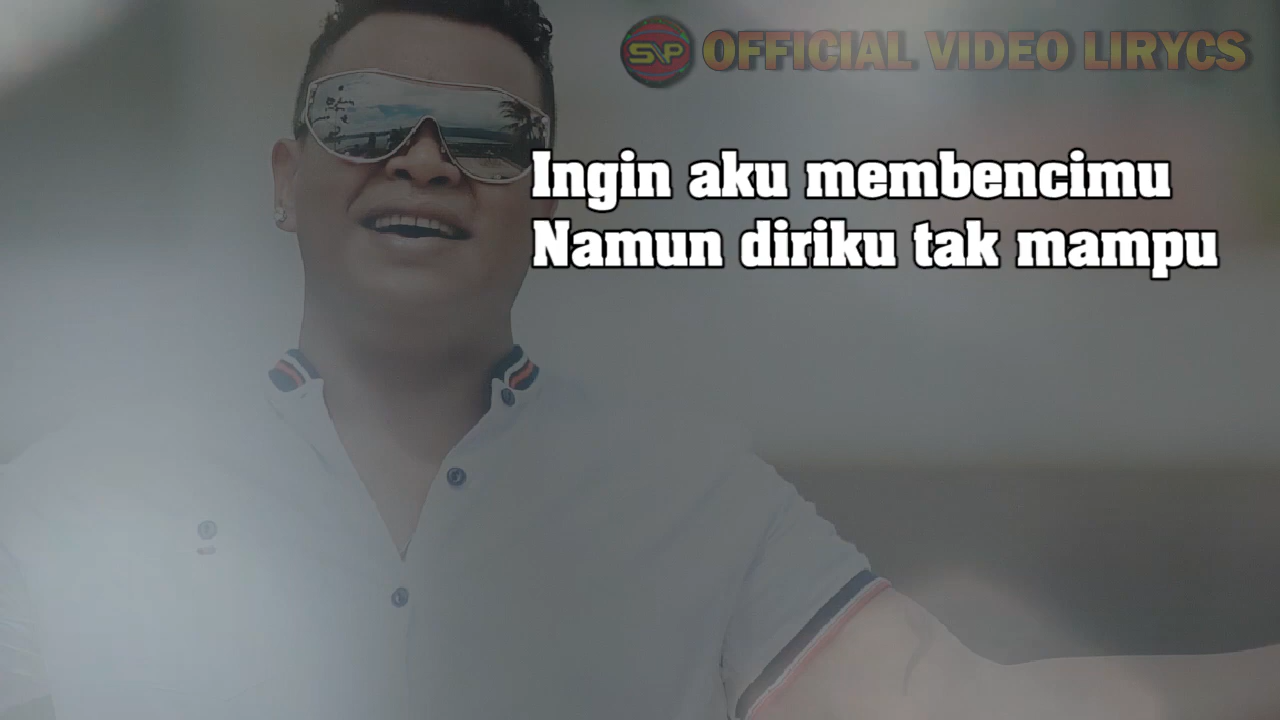 SVP OFFICIAL VIDEO LIRYCS
Ingin aku membencimu
Namun diriku tak mampu